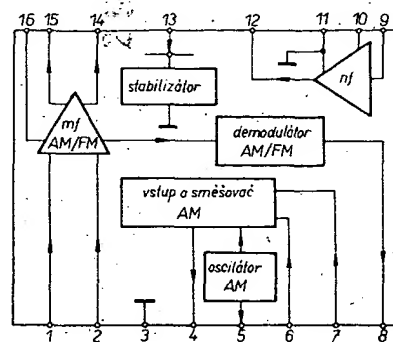 16 15 14 13 12 11 10 9
stabilizátor
nf
mf
AM/FM
demodulátor
AM/FM
vstup a směšovač
AM
oscilátor
AM
1 2 3 4 5 6 7 8